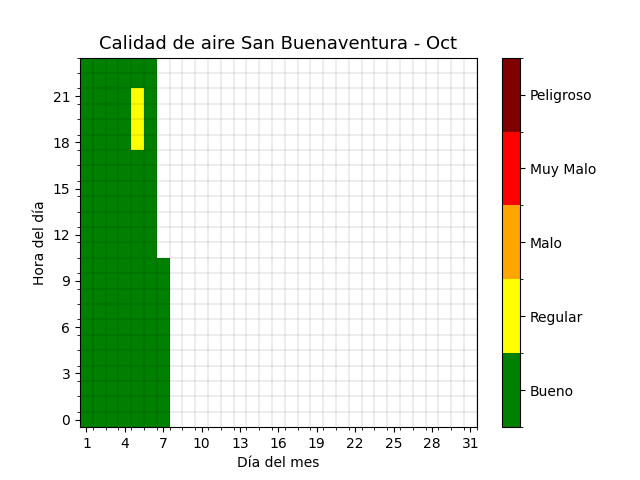 Calidad de aire San Buenaventura - Oct
Hora del día
21
18
15
12
9
6
3
0
1 4 7 10 13 16 19 22 25 28 31
Día del mes
Peligroso
Muy Malo
Malo
Regular
Bueno